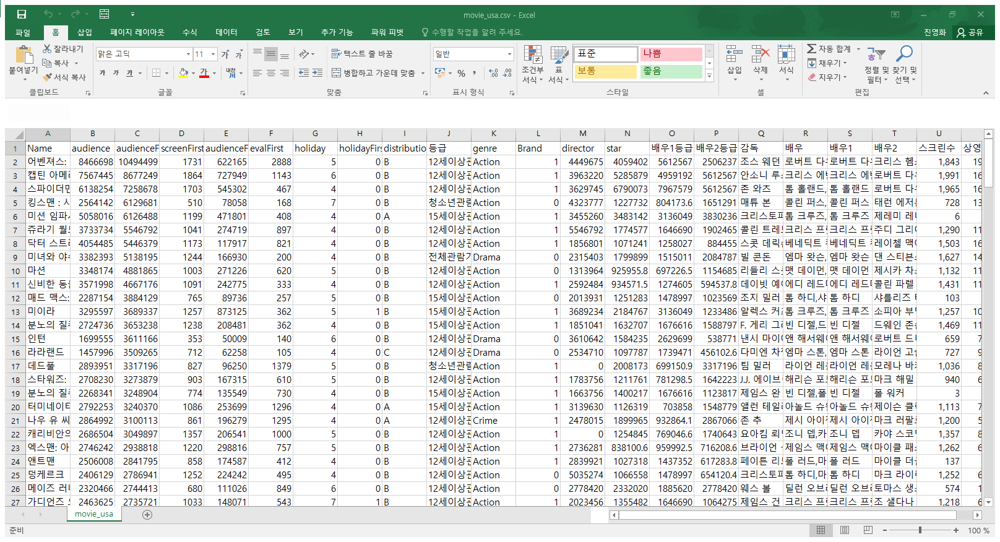 movie_usa.csv - Excel
파일 홈 삽입 페이지 레이아웃 수식 데이터 검토 보기 추가 기능 파워 피벗 수행할 작업을 알려 주세요. 진영화 공유
잘라내기 맑은 고딕 11 가 가 텍스트 줄 바꿈 일반 표준 나쁨 자동 합계
붙여넣기 복사 조건부 서식 표 서식 삽입 삭제 서식 채우기 정렬 및 필터 찾기 및 선택
서식 복사 가 가 가 가 내천 병합하고 가운데 맞춤 % 보통 좋음 지우기
클립보드 글꼴 맞춤 표시 형식 스타일 셀 편집
A B C D E F G H I J K L M N O P Q R S T U
1 Name audience audienceF screenFirst audienceF evalFirst holiday holidayFirs distributio 등급 genre Brand director star 배우1등급 배우2등급 감독 배우 배우1 배우2 스크린수 상영
2 어벤져스: 8466698 10494499 1731 622165 2888 5 0 B 12세이상관 Action 1 4449675 4059402 5612567 2506237 조스 웨던 로버트 다 로버트 다 크리스 헴 1,843 19
3 캡틴 아메리 7567445 8677249 1864 727949 1143 6 0 B 12세이상관 Action 1 3963220 5285879 4959192 5612567 안소니 루 크리스 에반 크리스 에반 로버트 다 1,991 16
4 스파이더맨 6138254 7258678 1703 545302 467 4 0 B 12세이상관 Action 1 3629745 6790073 7967579 5612567 존 와츠 톰 홀랜드, 톰 홀랜드 로버트 다 1,965 16
5 킹스맨 : 시 2564142 6129681 510 78058 168 7 0 B 청소년관람 Action 0 4323777 1227732 804173.6 1651291 매튜 본 콜린 퍼스, 콜린 퍼스 태런 에저 728 13
6 미션 임파 5058016 6126488 1199 471801 408 4 0 A 15세이상관 Action 1 3455260 3483142 3136049 3830236 크리스토퍼 톰 크루즈, 톰 크루즈 제레미 레 6
7 쥬라기 월 3733734 5546792 1041 274719 897 4 0 B 12세이상관 Action 1 5546792 1774577 1646690 1902465 콜린 트레 크리스 프 크리스 프 주디 그리 1,290 11
8 닥터 스트 4054485 5446379 1173 117917 821 4 0 B 12세이상관 Action 1 1856801 1071241 1258027 884455 스콧 데릭 베네딕트 베네딕트 레이첼 맥 1,503 16
9 미녀와 야수 3382393 5138195 1244 166930 200 4 0 B 전체관람가 Drama 0 2315403 1799899 1515011 2084787 빌 콘돈 엠마 왓슨, 엠마 왓슨 댄 스티븐 1,627 14
10 마션 3348174 4881865 1003 271226 620 5 0 B 12세이상관 Action 0 1313964 925955.8 697226.5 1154685 리들리 스 맷 데이먼, 맷 데이먼 제시카 차 1,132 11
11 신비한 동 3571998 4667176 1091 242775 333 4 0 B 12세이상관 Action 1 2592484 934571.5 1274605 594537.8 데이빗 예 에디 레드 에디 레드 콜린 파렐 1,431 11
12 매드 맥스: 2287154 3884129 765 89736 257 5 0 B 15세이상관 Action 0 2013931 1251283 1478997 1023569 조지 밀러 톰 하디,샤 톰 하디 샤를리즈 103
13 미이라 3295597 3689337 1257 873125 362 5 1 B 15세이상관 Action 1 3689234 2184767 3136049 1233486 알렉스 커 톰 크루즈, 톰 크루즈 소피아 부 1,257 10
14 분노의 질 2724736 3653238 1238 208481 362 4 0 B 15세이상관 Action 1 1851041 1632707 1676616 1588797 F. 게리 그 빈 디젤,드 빈 디젤 드웨인 존 1,469 11
15 인턴 1699555 3611166 353 50009 140 6 0 B 12세이상관 Drama 0 3610642 1584235 2629699 538771 낸시 마이 앤 해서웨이 앤 해서웨이 로버트 드 659 7
16 라라랜드 1457996 3509265 712 62258 105 4 0 C 12세이상관 Drama 0 2534710 1097787 1739471 456102.6 다미엔 차 엠마 스톤, 엠마 스톤 라이언 고 727 9
17 데드풀 2893951 3317196 827 96250 1379 5 0 B 청소년관람 Action 1 0 2008173 699150.9 3317196 팀 밀러 라이언 레 라이언 레 모레나 바 1,036 8
18 스타워즈: 2708230 3273879 903 167315 610 5 0 B 12세이상관 Action 1 1783756 1211761 781298.5 1642223 J.J. 에이브 해리슨 포 해리슨 포 마크 해밀 940 6
19 분노의 질 2268341 3248904 774 135549 730 4 0 B 15세이상관 Action 1 1663756 1400217 1676616 1123817 제임스 완 빈 디젤,폴 빈 디젤 폴 워커 3
20 터미네이터 2792253 3240370 1086 253699 1296 4 0 A 15세이상관 Action 1 3139630 1126319 703858 1548779 앨런 테일 아놀드 슈 아놀드 슈 제이슨 클 1,113 7
21 나우 유 씨 2864992 3100113 861 196279 1295 4 0 A 12세이상관 Crime 1 2478015 1899965 932864.1 2867066 존 추 제시 아이 제시 아이 마크 러팔 1,200 5
22 캐리비안의 2686504 3049897 1357 206541 1000 5 0 B 12세이상관 Action 1 0 1254845 769046.6 1740643 요아킴 뢰 조니 뎁,카 조니 뎁 카야 스코 1,357 8
23 엑스맨: 아 2746242 2938818 1220 298816 757 5 0 B 12세이상관 Action 1 2736281 838100.6 959992.5 716208.6 브라이언 제임스 맥 제임스 맥 마이클 패 1,262 6
24 앤트맨 2506008 2841795 858 174587 412 4 0 B 12세이상관 Action 1 2839921 1027318 1437352 617283.8 페이튼 리 폴 러드,마 폴 러드 마이클 더 137
25 덩케르크 2406129 2786941 1252 224242 495 4 0 B 12세이상관 Action 0 5035274 1066558 1478997 654120.4 크리스토퍼 톰 하디,마 톰 하디 마크 라이 1,252 6
26 메이즈 러 2320466 2744413 680 111026 849 6 0 B 12세이상관 Action 0 2778420 2332020 1885620 2778420 웨스 볼 딜런 오브 딜런 오브 토마스 생 574 1
27 가디언즈 오 2463625 2735721 1033 148071 543 7 1 B 12세이상관 Action 1 2023456 1355482 1646690 1064275 제임스 건 크리스 프 크리스 프 조 샐다나 1,218 6
movie_usa
준비 100 %